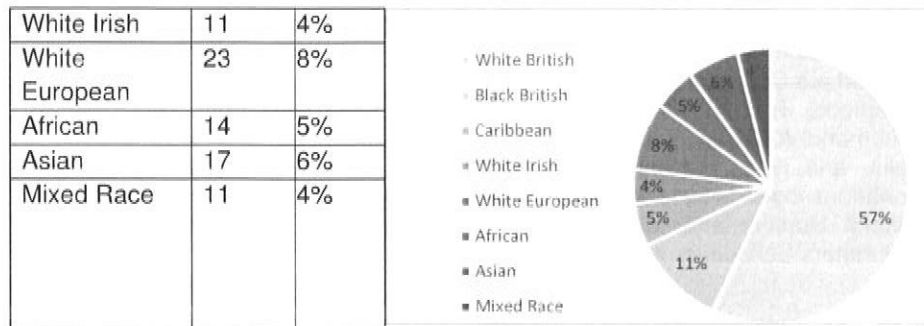 White Irish 11 4%
White 23 8%
European
African 14 5%
Asian 17 6%
Mixed Race 11 4%
White British
Black British
Caribbean
White Irish
White European
African
Asian
Mixed Race
6%
5%
8%
4%
5%
11%
57%